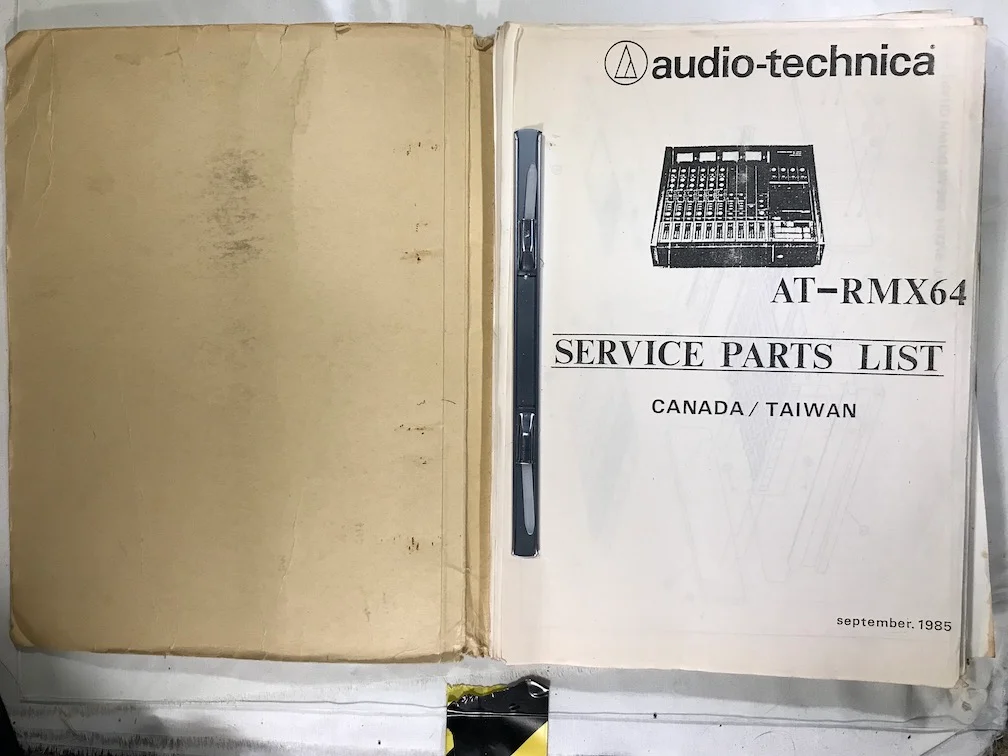 audio-technica
AT-RMX64
SERVICE PARTS LIST
CANADA / TAIWAN
september. 1985